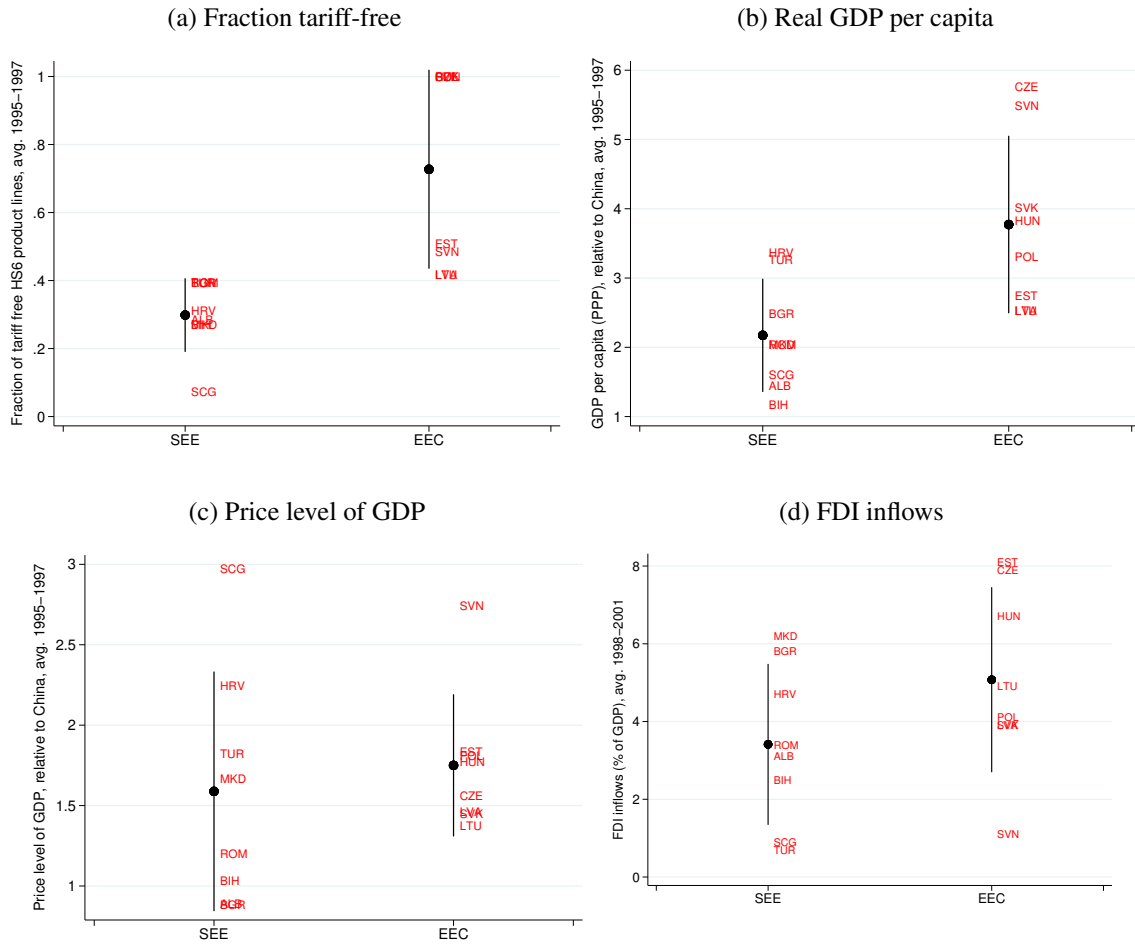 (a) Fraction tariff-free
Fraction of tariff free HS6 product lines, avg. 1995–1997
1
.8
.6
.4
.2
0
HRV
ALB
MKD
SCG
EST
SVN
SEE
EEC
(b) Real GDP per capita
GDP per capita (PPP), relative to China, avg. 1995–1997
6
5
4
3
2
1
HRV
TUR
BGR
SCG
ALB
BIH
CZE
SVN
SVK
HUN
POL
EST
SEE
EEC
(c) Price level of GDP
Price level of GDP, relative to China, avg. 1995–1997
3
2.5
2
1.5
1
SCG
HRV
TUR
MKD
ROM
BIH
ALB
BGR
SVN
EST
POL
HUN
CZE
LVA
SVK
LTU
SEE
EEC
(d) FDI inflows
FDI inflows (% of GDP), avg. 1998–2001
8
6
4
2
0
MKD
BGR
HRV
ROM
ALB
BIH
SCG
TUR
EST
CZE
HUN
LTU
POL
SVN
SEE
EEC